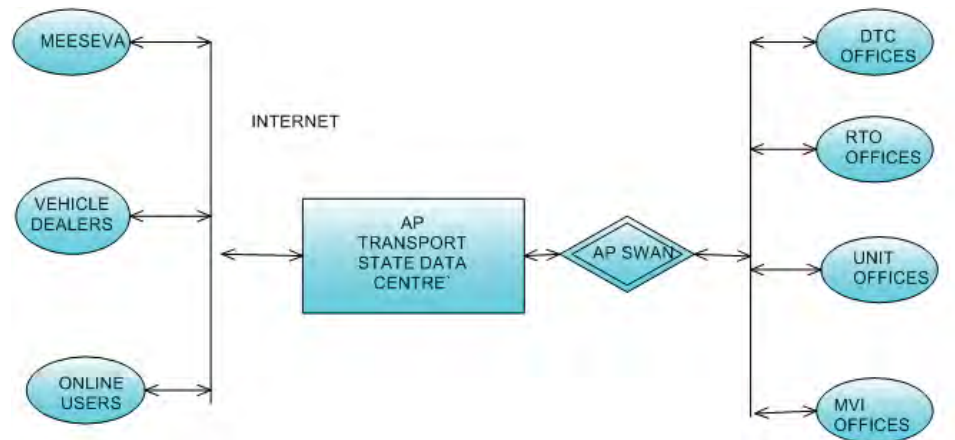 MEESEVA
VEHICLE
DEALERS
ONLINE
USERS
INTERNET
AP
TRANSPORT
STATE DATA
CENTRE`
AP SWAN
DTC
OFFICES
RTO
OFFICES
UNIT
OFFICES
MVI
OFFICES